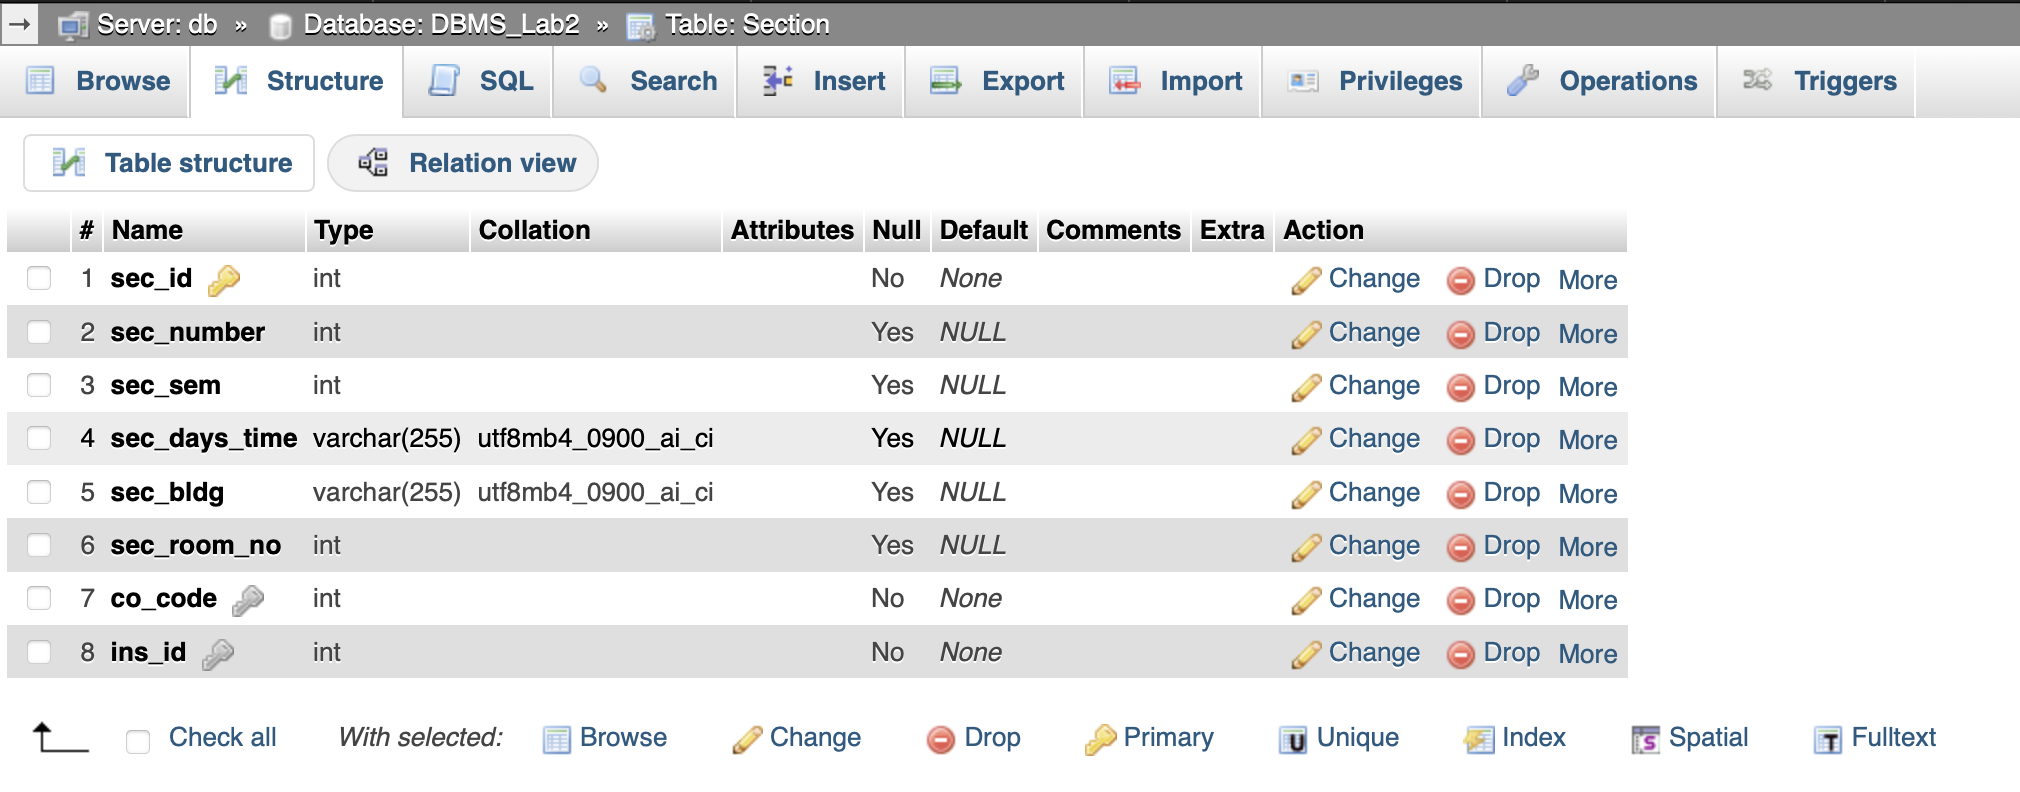 Server: db » Database: DBMS_Lab2 » Table: Section
Browse Structure SQL Search Insert Export Import Privileges Operations Triggers
Table structure Relation view
# Name Type Collation Attributes Null Default Comments Extra Action
1 sec_id int No None Change Drop More
2 sec_number int Yes NULL Change Drop More
3 sec_sem int Yes NULL Change Drop More
4 sec_days_time varchar(255) utf8mb4_0900_ai_ci Yes NULL Change Drop More
5 sec_bldg varchar(255) utf8mb4_0900_ai_ci Yes NULL Change Drop More
6 sec_room_no int Yes NULL Change Drop More
7 co_code int No None Change Drop More
8 ins_id int No None Change Drop More
Check all With selected: Browse Change Drop Primary Unique Index Spatial Fulltext